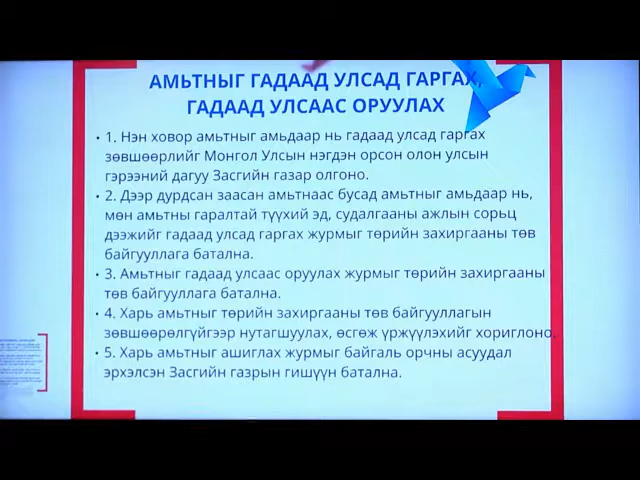 АМЬТНЫГ ГАДААД УЛСАД ГАРГАХ,
ГАДААД УЛСААС ОРУУЛАХ
• 1. Нэн ховор амьтныг амьдаар нь гадаад улсад гаргах
зөвшөөрлийг Монгол Улсын нэгдэн орсон олон улсын
гэрээний дагуу Засгийн газар олгоно.
• 2. Дээр дурдсан заасан амьтнаас бусад амьтныг амьдаар нь,
мөн амьтны гаралтай түүхий эд, судалгааны ажлын сорьц
дээжийг гадаад улсад гаргах журмыг төрийн захиргааны төв
байгууллага батална.
• 3. Амьтныг гадаад улсаас оруулах журмыг төрийн захиргааны
төв байгууллага батална.
• 4. Харь амьтныг төрийн захиргааны төв байгууллагын
зөвшөөрөлгүйгээр нутагшуулах, өсгөж үржүүлэхийг хориглоно.
• 5. Харь амьтныг ашиглах журмыг байгаль орчны асуудал
эрхэлсэн Засгийн газрын гишүүн батална.